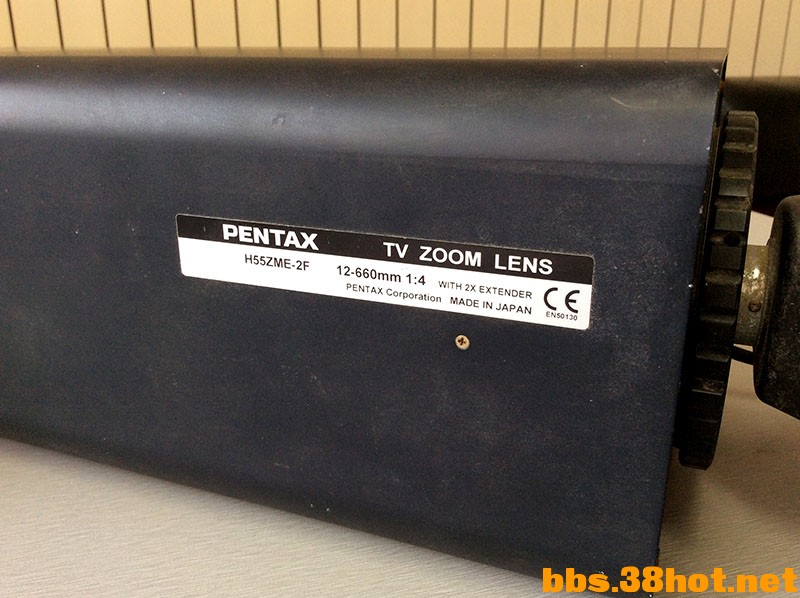 PENTAX TV ZOOM LENS
H55ZME-2F 12-660mm 1:4 WITH 2X EXTENDER CE
PENTAX Corporation MADE IN JAPAN EN50130
bbs.38hot.net